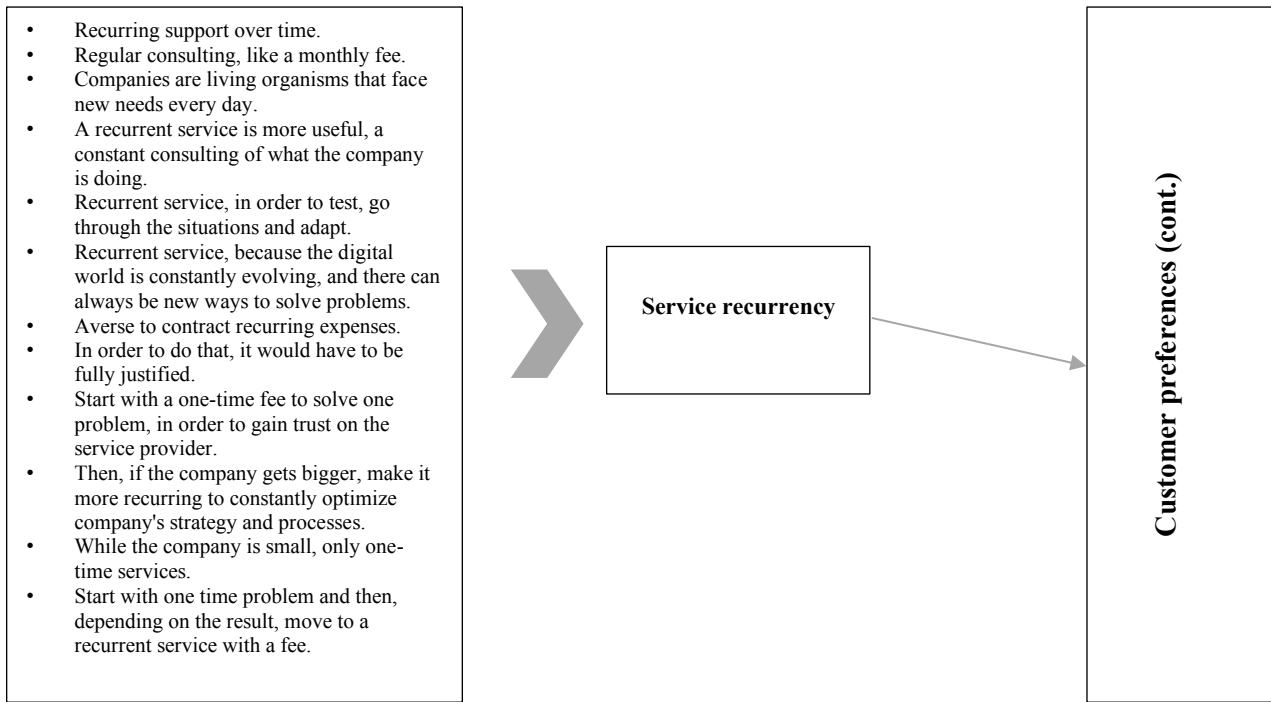 • Recurring support over time.
• Regular consulting, like a monthly fee.
• Companies are living organisms that face
new needs every day.
• A recurrent service is more useful, a
constant consulting of what the company
is doing.
• Recurrent service, in order to test, go
through the situations and adapt.
• Recurrent service, because the digital
world is constantly evolving, and there can
always be new ways to solve problems.
• Averse to contract recurring expenses.
• In order to do that, it would have to be
fully justified.
• Start with a one-time fee to solve one
problem, in order to gain trust on the
service provider.
• Then, if the company gets bigger, make it
more recurring to constantly optimize
company's strategy and processes.
• While the company is small, only one-
time services.
• Start with one time problem and then,
depending on the result, move to a
recurrent service with a fee.
Service recurrency
Customer preferences (cont.)